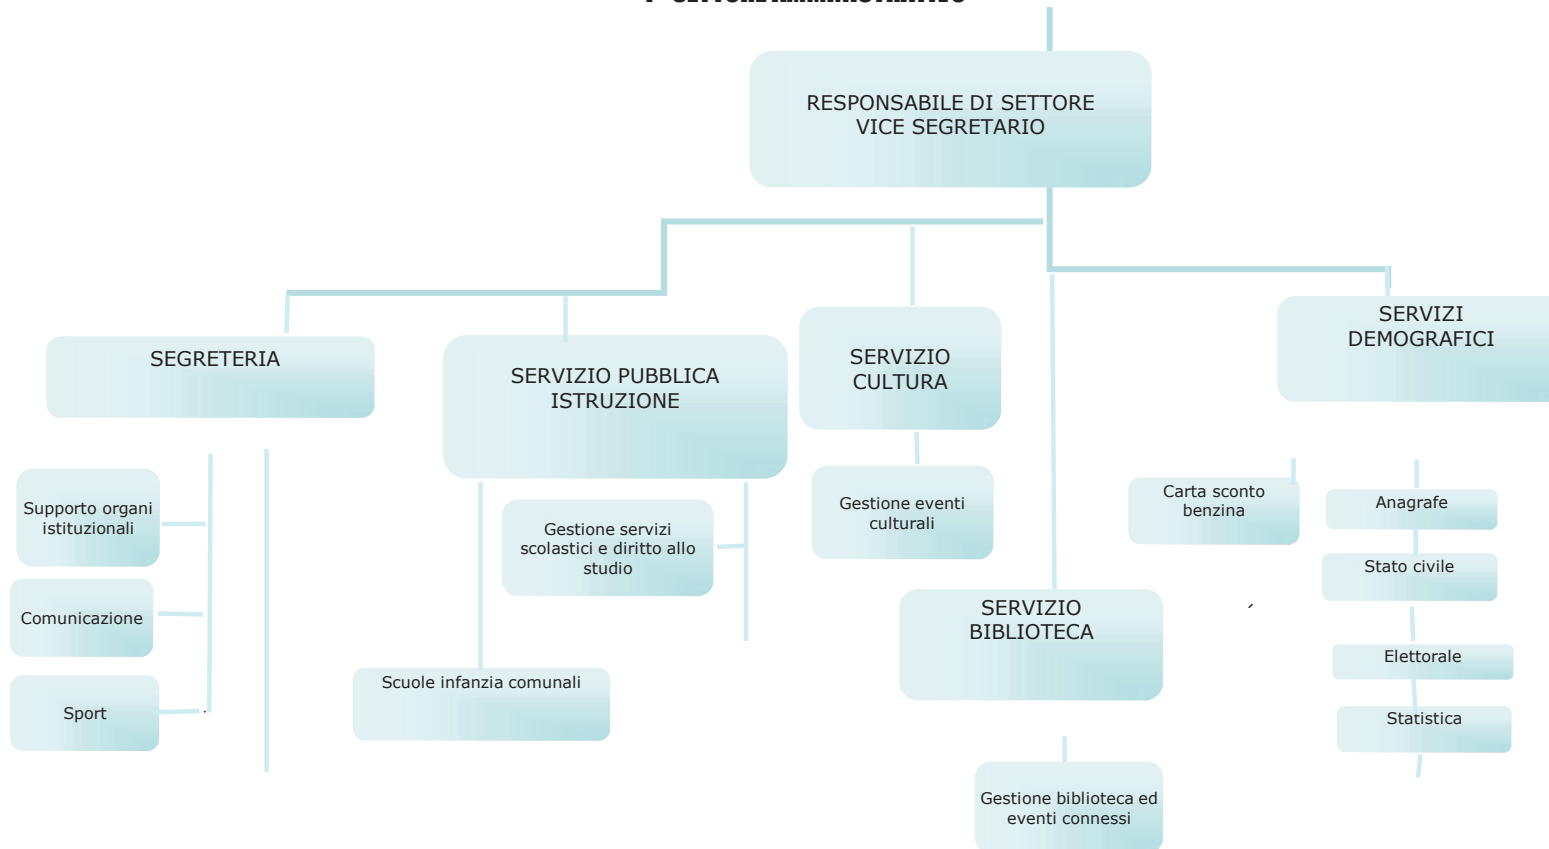 SETTORE AMMINISTRATIVO
RESPONSABILE DI SETTORE
VICE SEGRETARIO
SEGRETERIA
SERVIZIO PUBBLICA
ISTRUZIONE
SERVIZIO
CULTURA
SERVIZI
DEMOGRAFICI
Supporto organi
istituzionali
Comunicazione
Sport
Gestione servizi
scolastici e diritto allo
studio
Scuole infanzia comunali
Gestione eventi
culturali
SERVIZIO
BIBLIOTECA
Gestione biblioteca ed
eventi connessi
Carta sconto
benzina
Anagrafe
Stato civile
Elettorale
Statistica